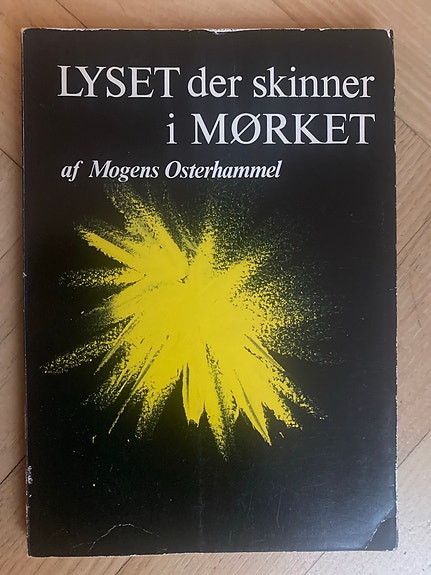 LYSET der skinner
i MØRKET
af Mogens Osterhammel